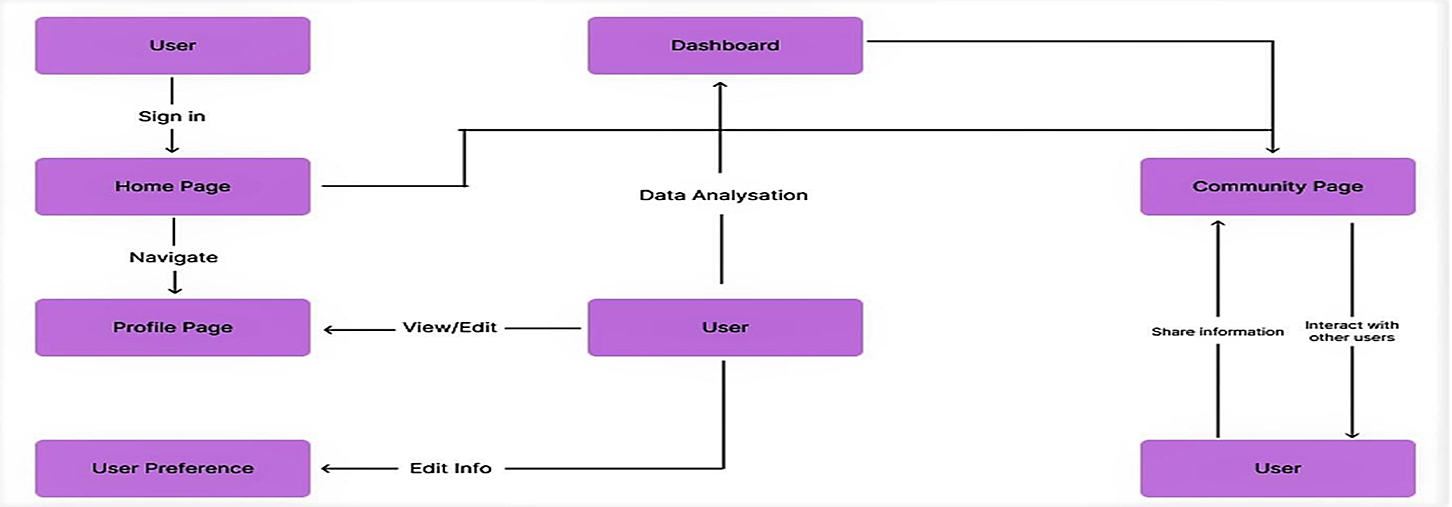 User
Dashboard
Sign in
Home Page
Data Analysation
Community Page
Navigate
Profile Page
View/Edit
User
Share information
Interact with
other users
User Preference
Edit Info
User